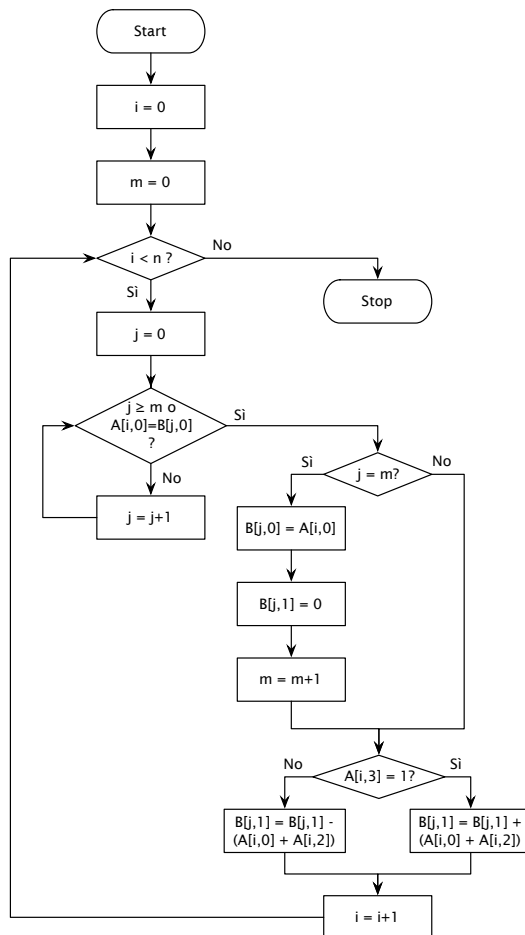 Start
i = 0
m = 0
i < n ?
No
Stop
Sì
j = 0
j ≥ m o
A[i,0]=B[j,0]
?
Sì
No
j = j+1
j = m?
Sì
No
B[j,0] = A[i,0]
B[j,1] = 0
m = m+1
A[i,3] = 1?
No
Sì
B[j,1] = B[j,1] -
(A[i,0] + A[i,2])
B[j,1] = B[j,1] +
(A[i,0] + A[i,2])
i = i+1